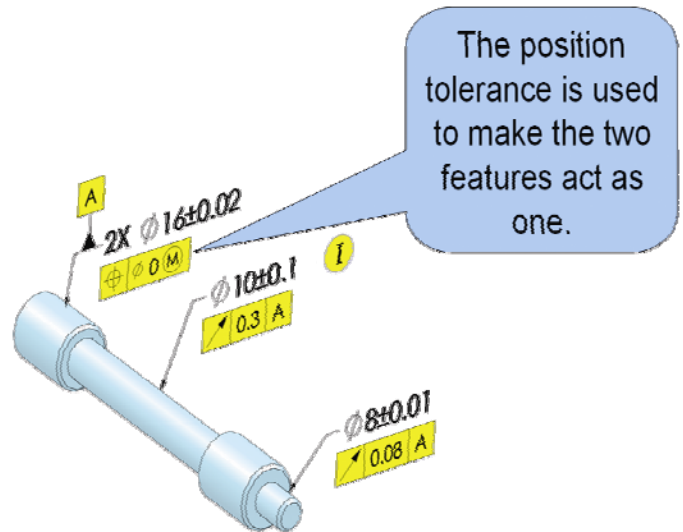 The position
tolerance is used
to make the two
features act as
one.
A
2X ⌀16±0.02
⌖ ⌀0Ⓜ
Ⓘ
⌀10±0.1
↗ 0.3 A
⌀8±0.01
↗ 0.08 A